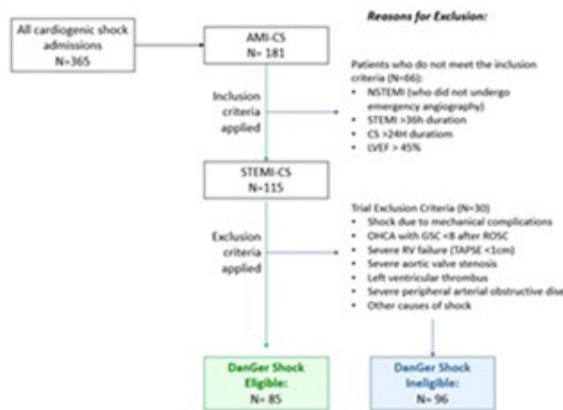 Reasons for Exclusion:
All cardiogenic shock
admissions
N=365
AMI-CS
N= 181
Patients who do not meet the inclusion
criteria (N=66):
• NSTEMI (who did not undergo
emergency angiography)
• STEMI >36h duration
• CS >24H duratiom
• LVEF > 45%
Inclusion
criteria
applied
STEMI-CS
N=115
Trial Exclusion Criteria (N=30)
• Shock due to mechanical complications
• OHCA with GSC <8 after ROSC
• Severe RV failure (TAPSE <1cm)
• Severe aortic valve stenosis
• Left ventricular thrombus
• Severe peripheral arterial obstructive dise
• Other causes of shock
Exclusion
criteria
applied
DanGer Shock
Eligible:
N= 85
DanGer Shock
Ineligible:
N= 96